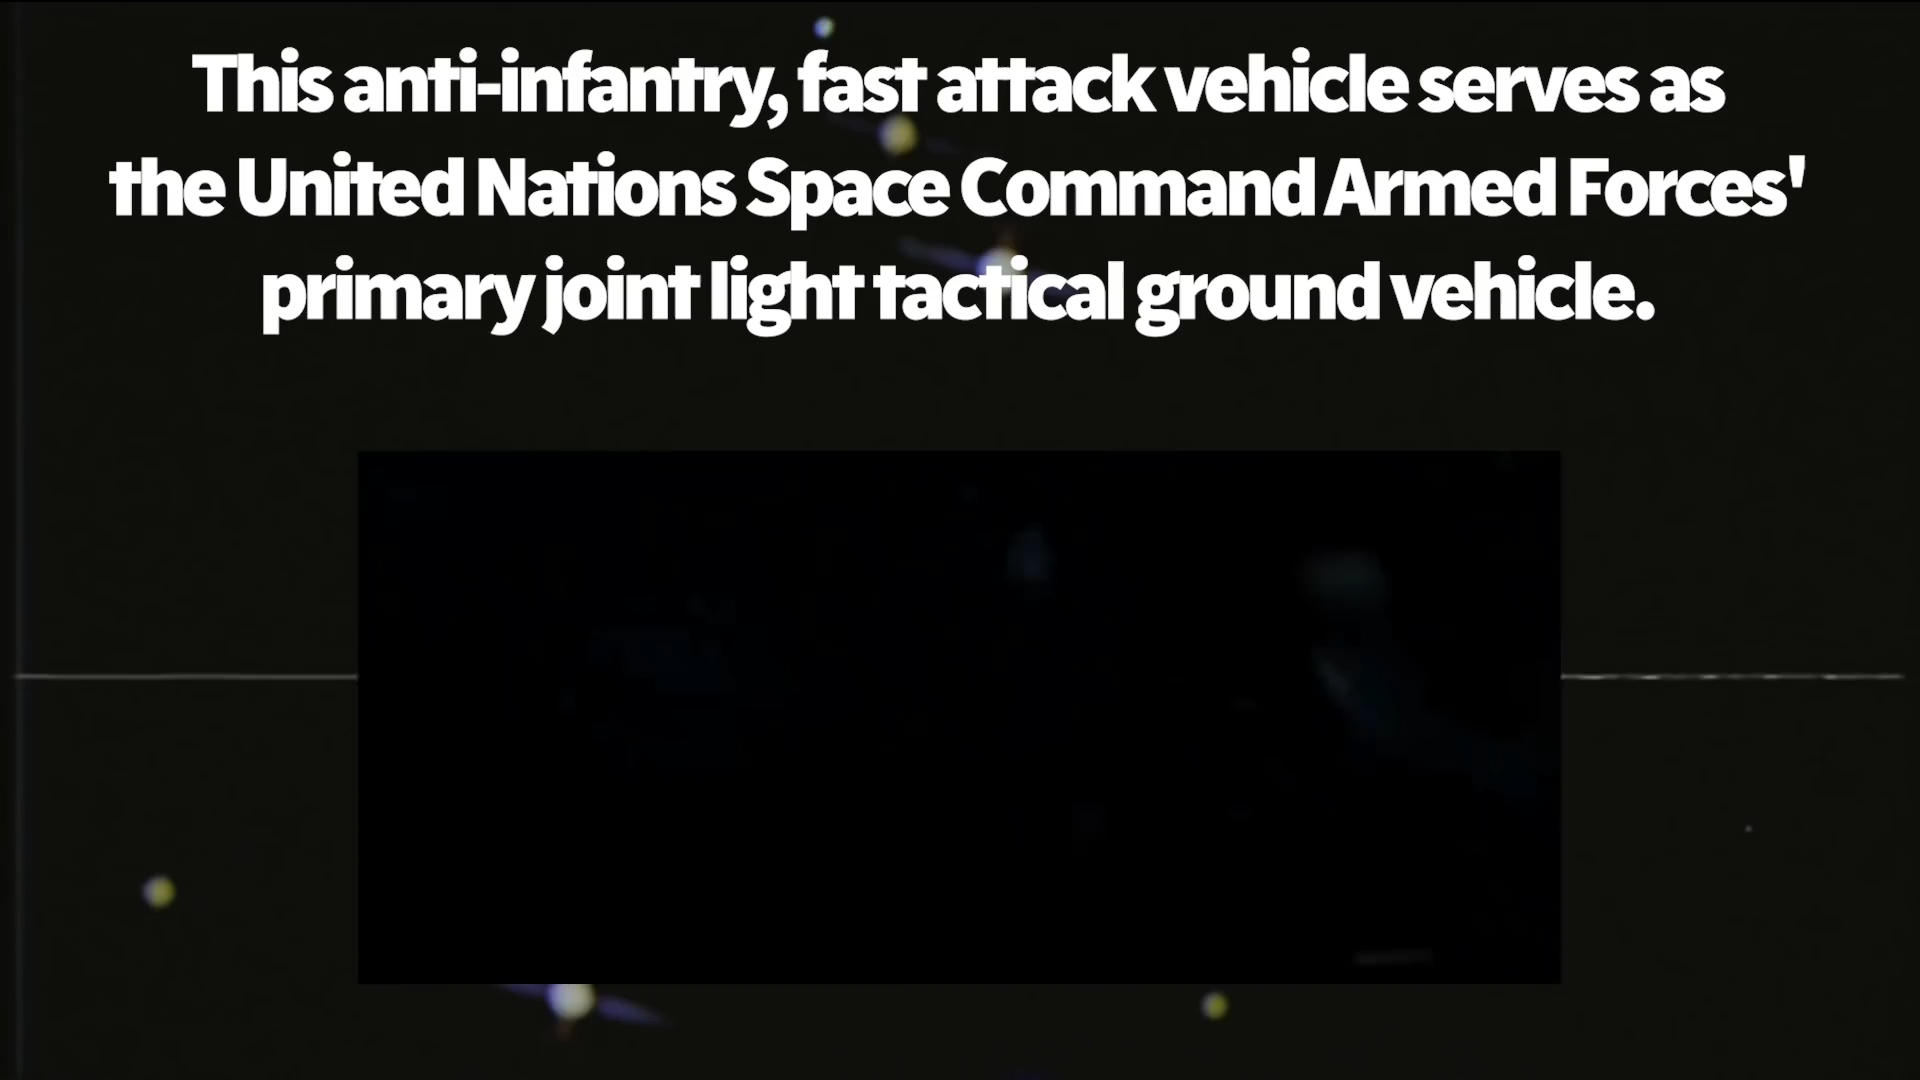 This anti-infantry, fast attack vehicle serves as
the United Nations Space Command Armed Forces'
primary joint light tactical ground vehicle.